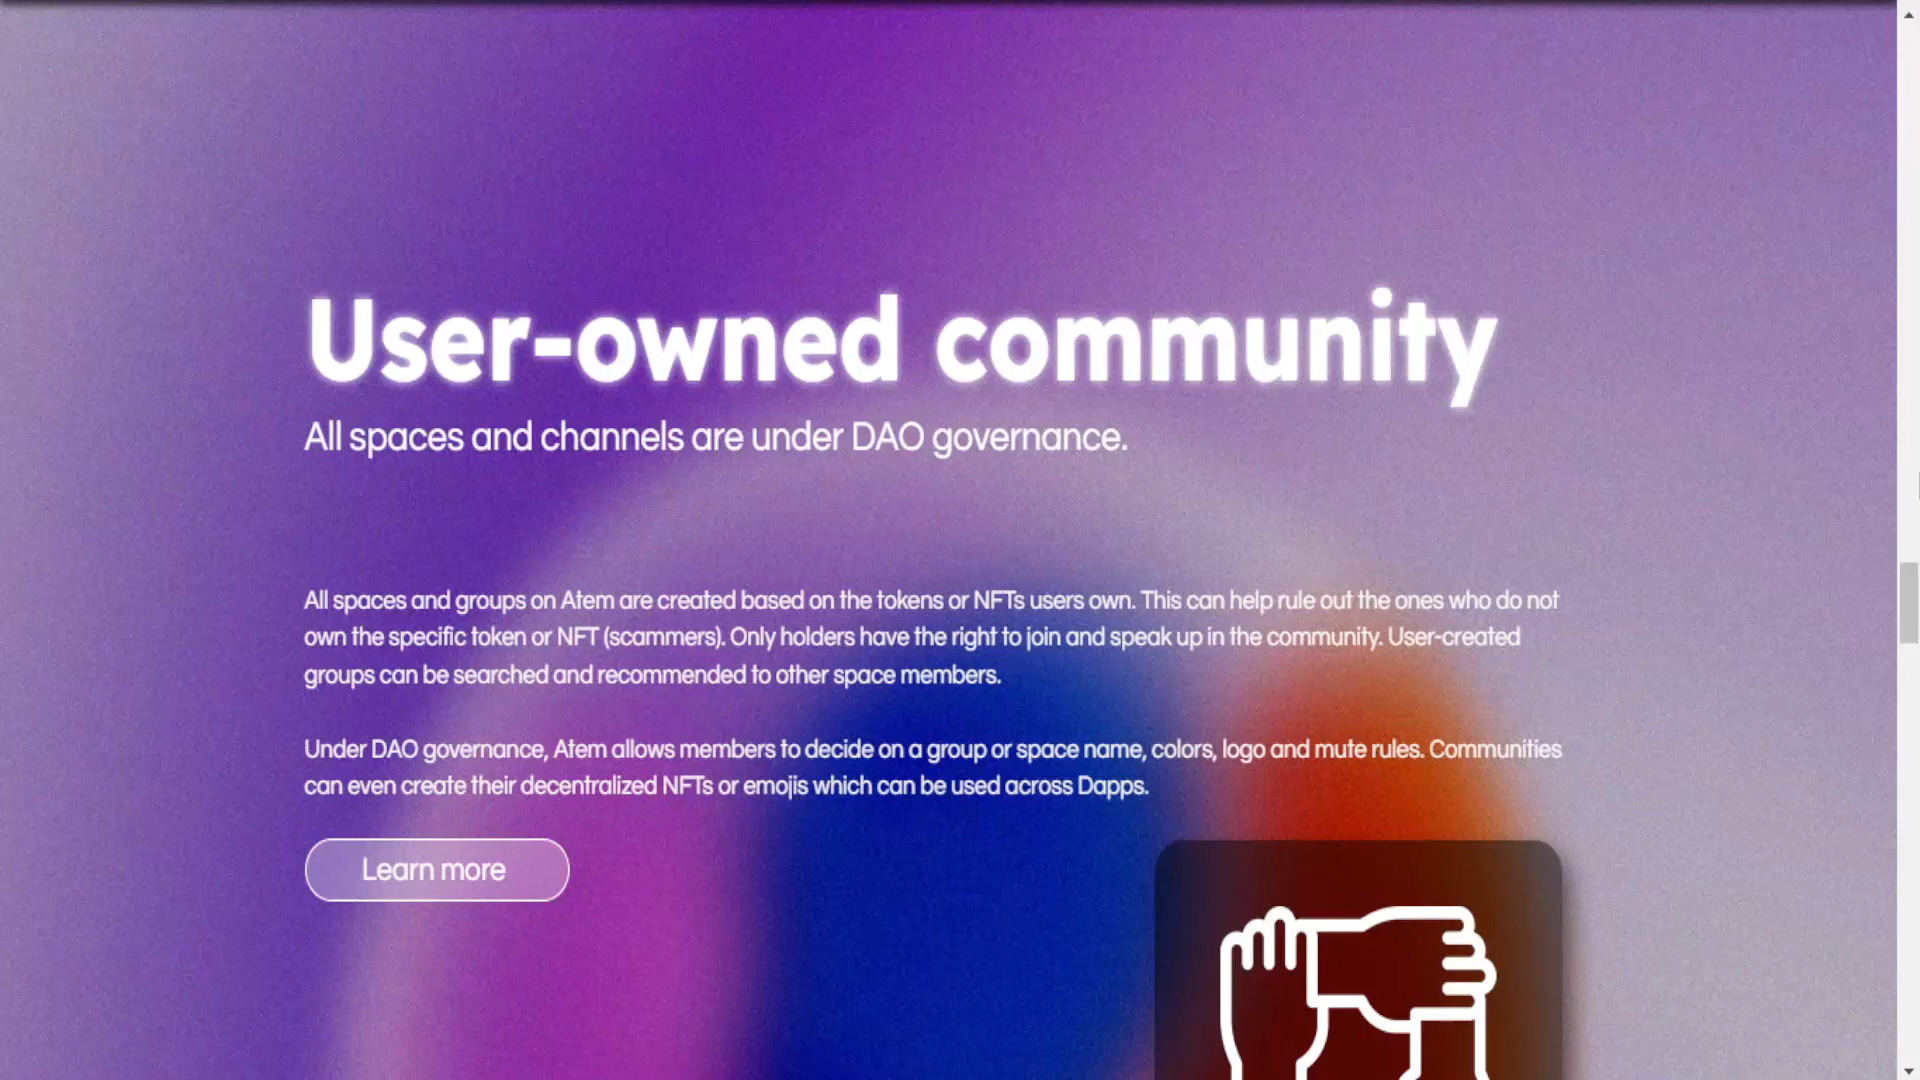 User-owned community
All spaces and channels are under DAO governance.
All spaces and groups on Atem are created based on the tokens or NFTs users own. This can help rule out the ones who do not
own the specific token or NFT (scammers). Only holders have the right to join and speak up in the community. User-created
groups can be searched and recommended to other space members.
Under DAO governance, Atem allows members to decide on a group or space name, colors, logo and mute rules. Communities
can even create their decentralized NFTs or emojis which can be used across Dapps.
Learn more